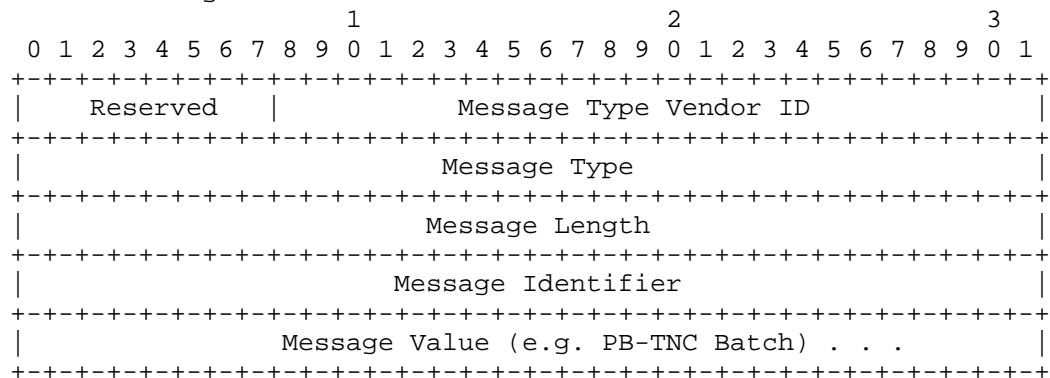 1                   2                   3
 0 1 2 3 4 5 6 7 8 9 0 1 2 3 4 5 6 7 8 9 0 1 2 3 4 5 6 7 8 9 0 1
+-+-+-+-+-+-+-+-+-+-+-+-+-+-+-+-+-+-+-+-+-+-+-+-+-+-+-+-+-+-+-+-+
|    Reserved   |           Message Type Vendor ID              |
+-+-+-+-+-+-+-+-+-+-+-+-+-+-+-+-+-+-+-+-+-+-+-+-+-+-+-+-+-+-+-+-+
|                          Message Type                         |
+-+-+-+-+-+-+-+-+-+-+-+-+-+-+-+-+-+-+-+-+-+-+-+-+-+-+-+-+-+-+-+-+
|                         Message Length                        |
+-+-+-+-+-+-+-+-+-+-+-+-+-+-+-+-+-+-+-+-+-+-+-+-+-+-+-+-+-+-+-+-+
|                       Message Identifier                      |
+-+-+-+-+-+-+-+-+-+-+-+-+-+-+-+-+-+-+-+-+-+-+-+-+-+-+-+-+-+-+-+-+
|                Message Value (e.g. PB-TNC Batch) . . .        |
+-+-+-+-+-+-+-+-+-+-+-+-+-+-+-+-+-+-+-+-+-+-+-+-+-+-+-+-+-+-+-+-+